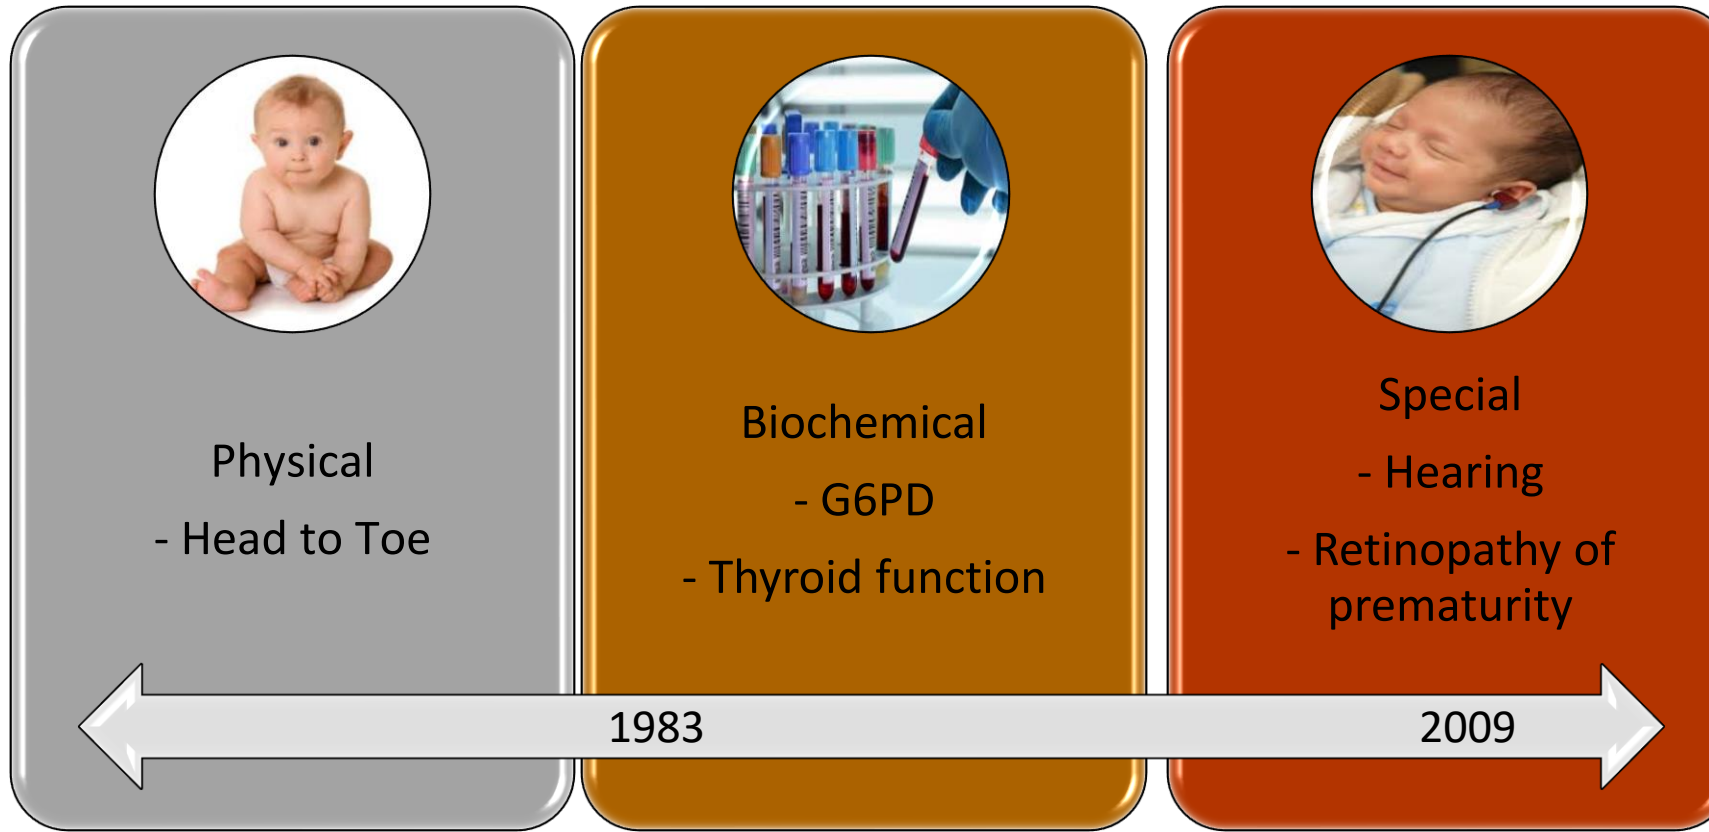 Physical
- Head to Toe
Biochemical
- G6PD
- Thyroid function
Special
- Hearing
- Retinopathy of
prematurity
1983
2009